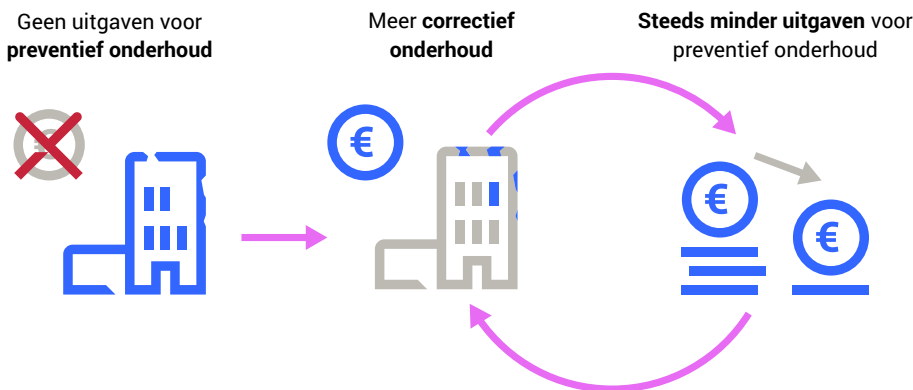 Geen uitgaven voor
preventief onderhoud
Meer correctief
onderhoud
Steeds minder uitgaven voor
preventief onderhoud
€
€
€
€